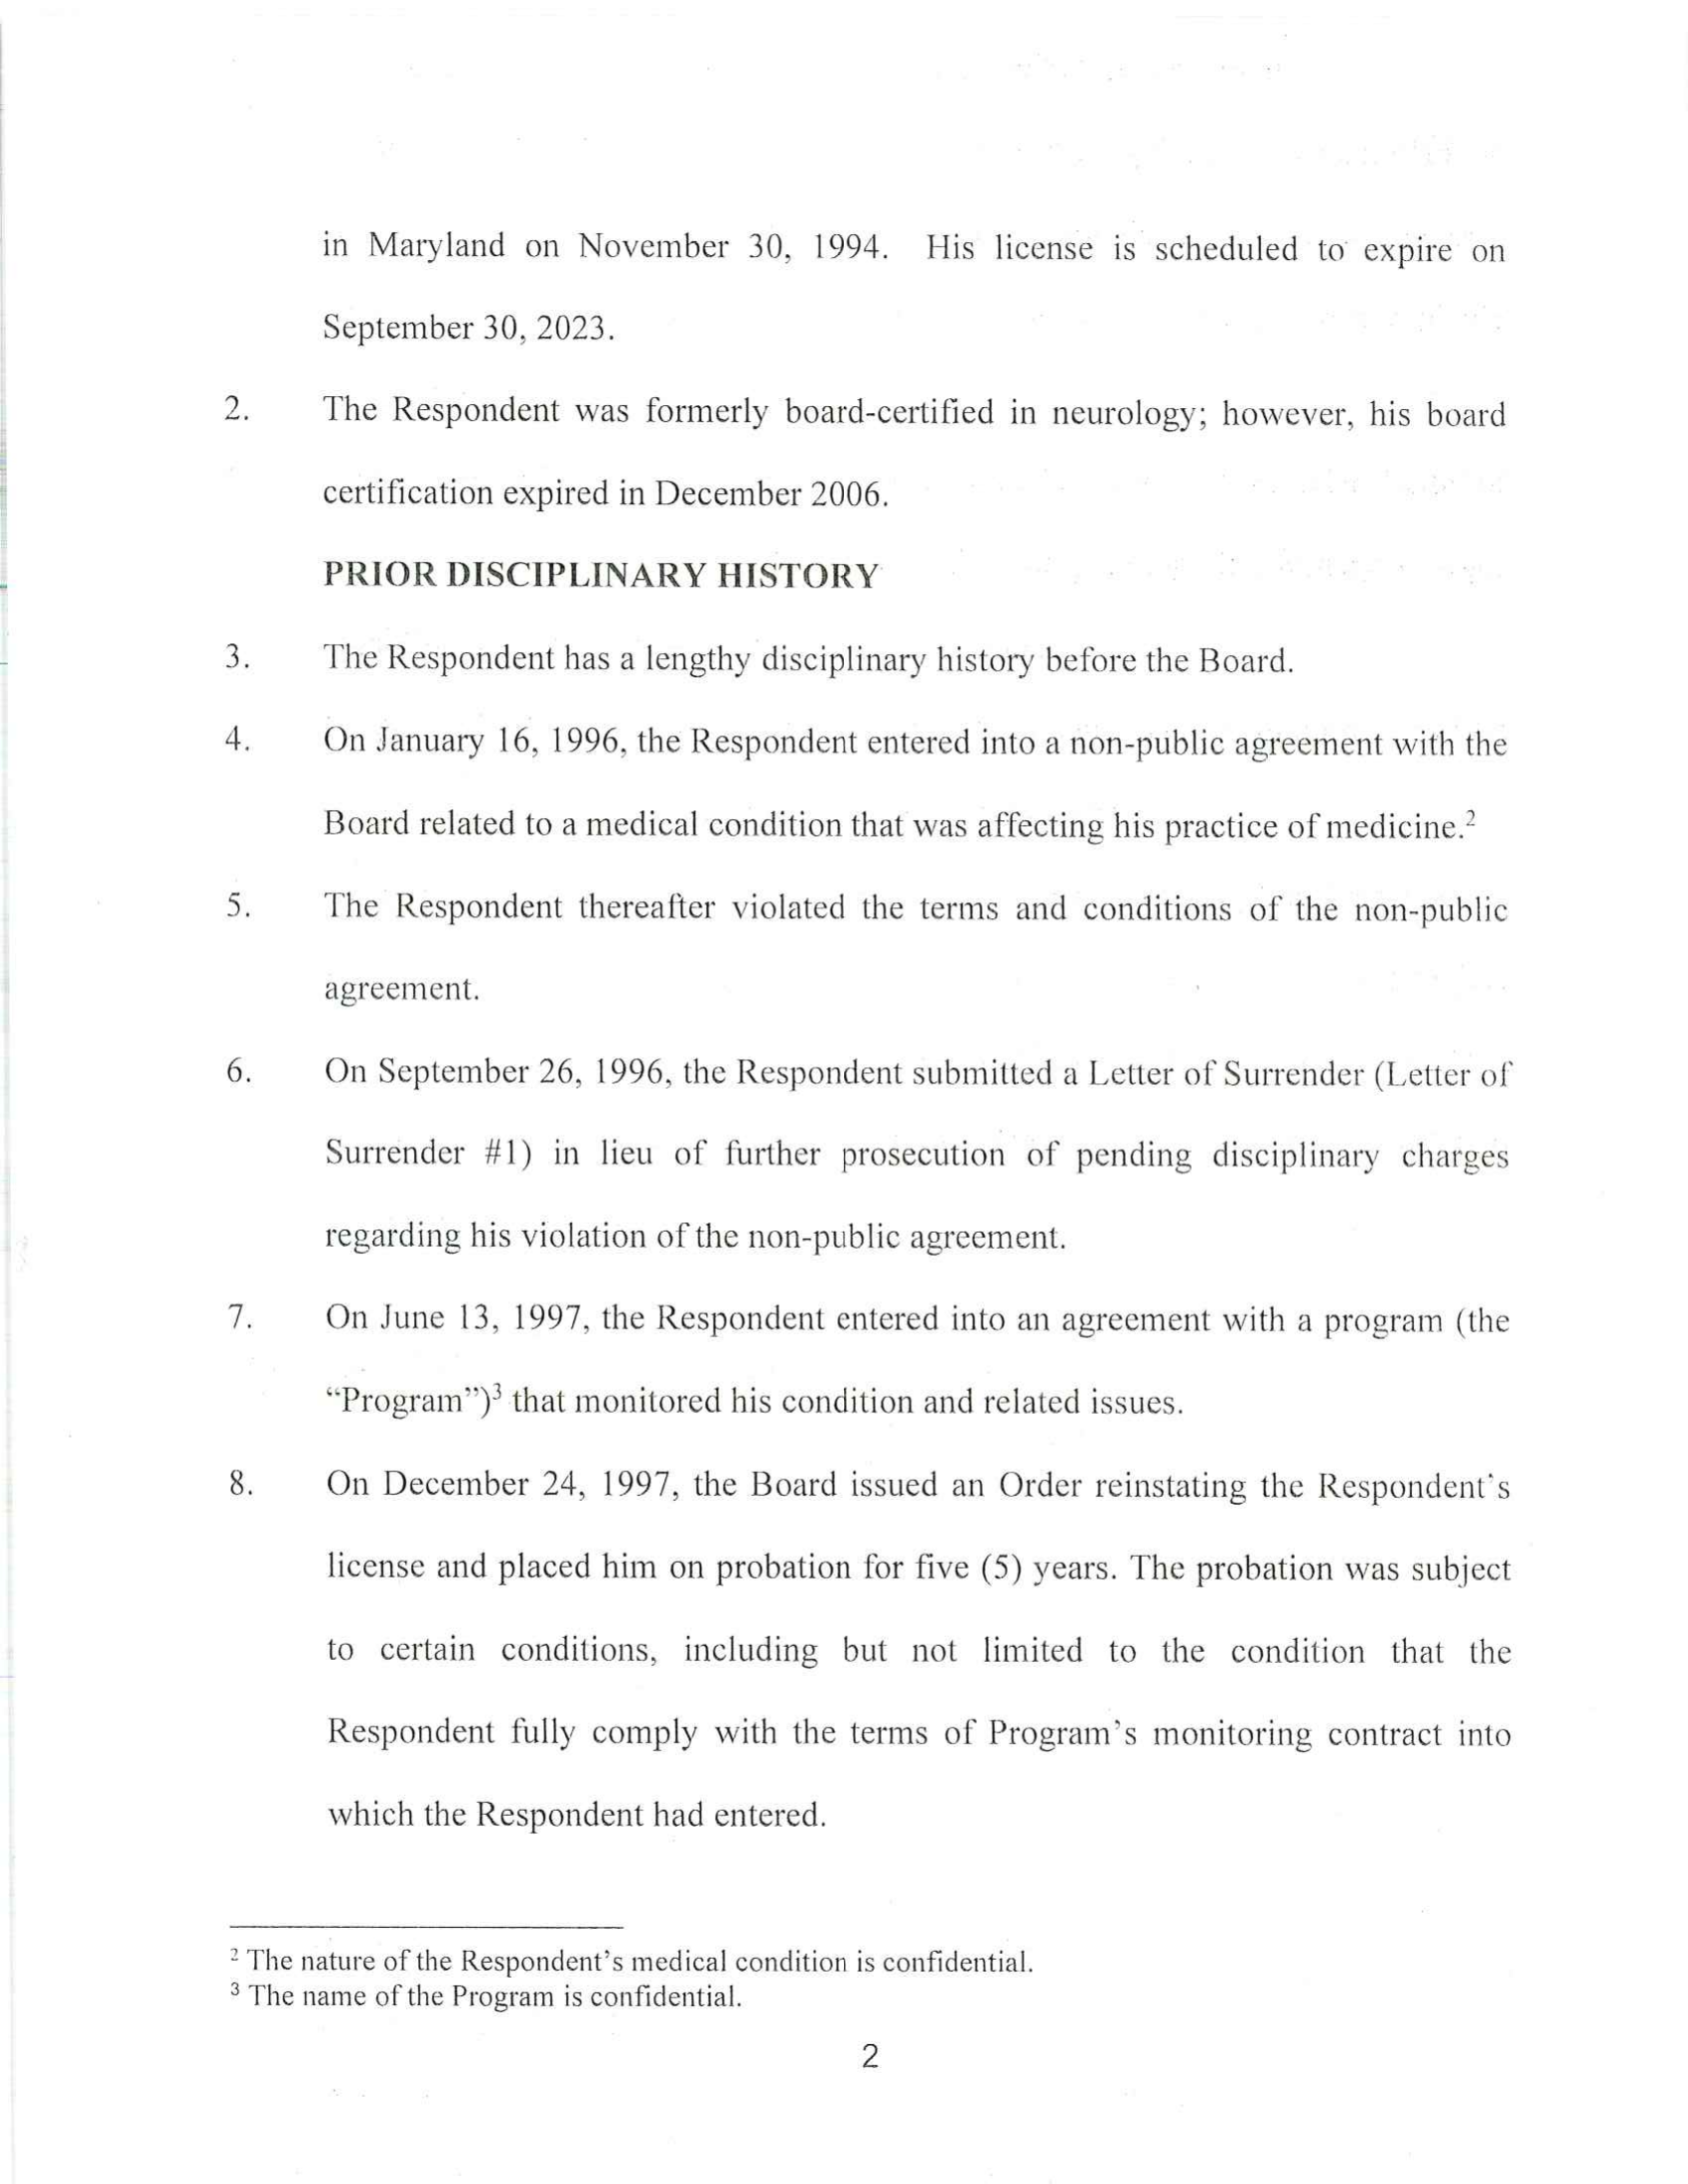 in Maryland on November 30, 1994. His license is scheduled to expire on
September 30, 2023.
2. The Respondent was formerly board-certified in neurology; however, his board
certification expired in December 2006.
PRIOR DISCIPLINARY HISTORY
3. The Respondent has a lengthy disciplinary history before the Board.
4. On January 16, 1996, the Respondent entered into a non-public agreement with the
Board related to a medical condition that was affecting his practice of medicine.²
5. The Respondent thereafter violated the terms and conditions of the non-public
agreement.
6. On September 26, 1996, the Respondent submitted a Letter of Surrender (Letter of
Surrender #1) in lieu of further prosecution of pending disciplinary charges
regarding his violation of the non-public agreement.
7. On June 13, 1997, the Respondent entered into an agreement with a program (the
“Program”)³ that monitored his condition and related issues.
8. On December 24, 1997, the Board issued an Order reinstating the Respondent’s
license and placed him on probation for five (5) years. The probation was subject
to certain conditions, including but not limited to the condition that the
Respondent fully comply with the terms of Program’s monitoring contract into
which the Respondent had entered.
² The nature of the Respondent’s medical condition is confidential.
³ The name of the Program is confidential.
2